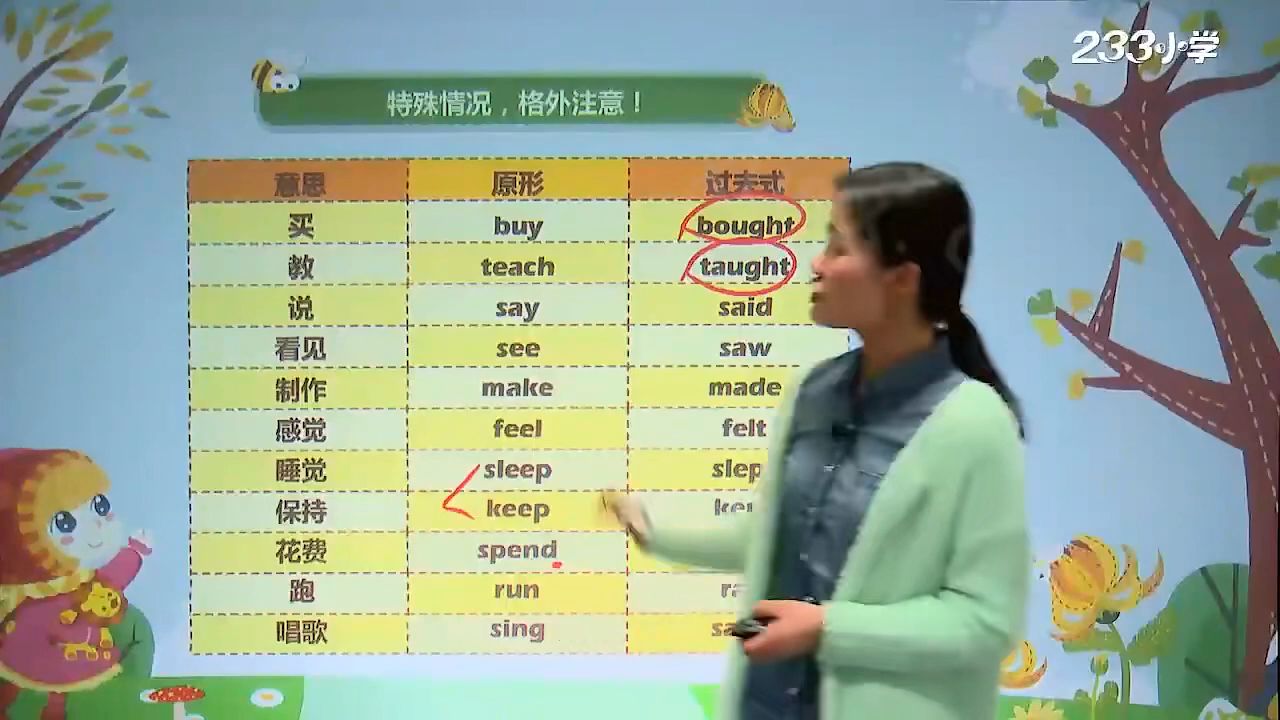 233小学
特殊情况，格外注意！
意思 原形 过去式
买 buy bought
教 teach taught
说 say said
看见 see saw
制作 make made
感觉 feel felt
睡觉 sleep
保持 keep
花费 spend
跑 run
唱歌 sing